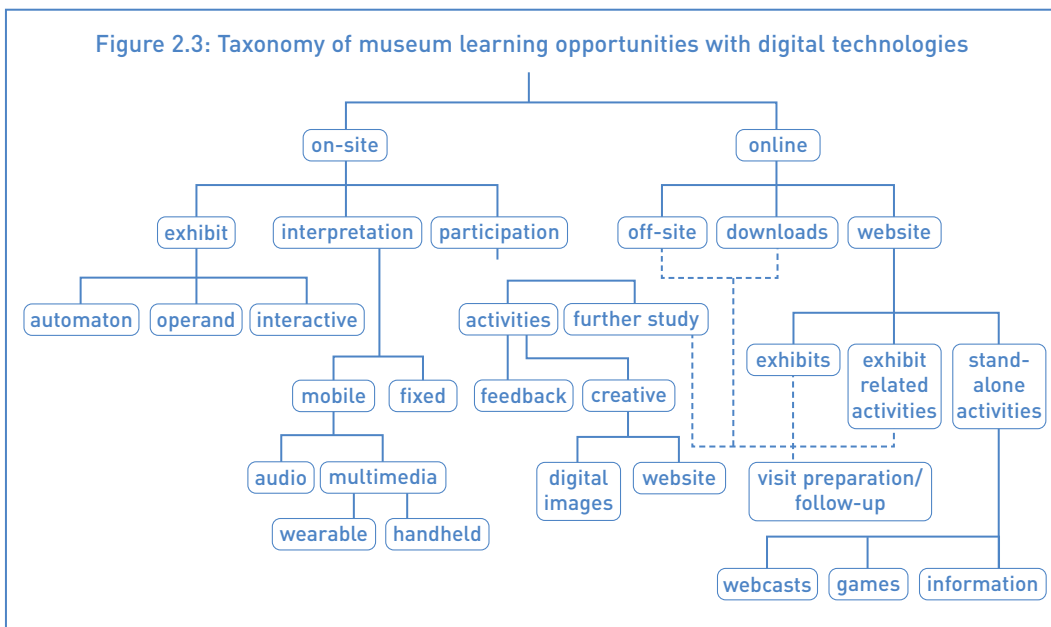 Figure 2.3: Taxonomy of museum learning opportunities with digital technologies
on-site
online
exhibit
interpretation
participation
off-site
downloads
website
automaton
operand
interactive
activities
further study
exhibits
exhibit
related
activities
stand-
alone
activities
mobile
fixed
feedback
creative
audio
multimedia
digital
images
website
visit preparation/
follow-up
wearable
handheld
webcasts
games
information